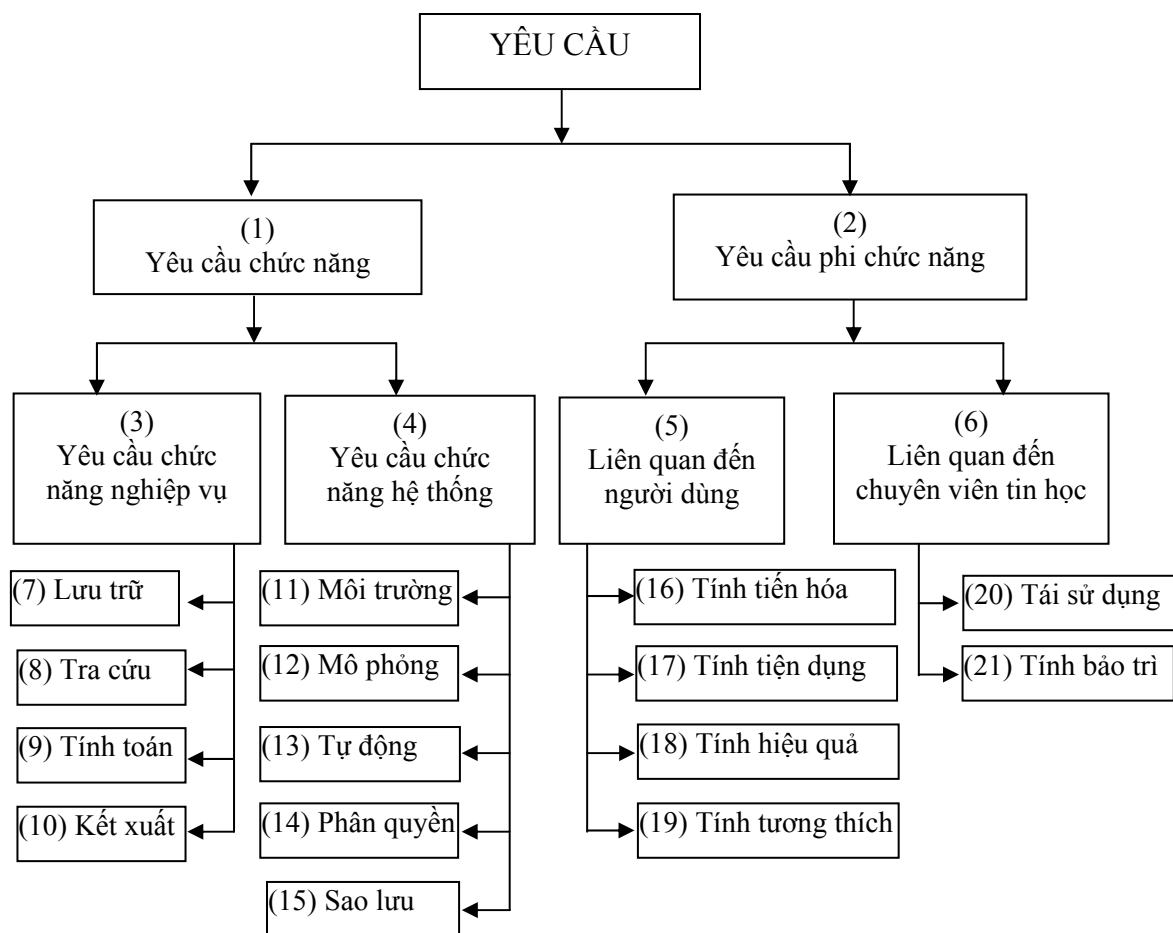 YÊU CẦU
(1)
Yêu cầu chức năng
(2)
Yêu cầu phi chức năng
(3)
Yêu cầu chức
năng nghiệp vụ
(4)
Yêu cầu chức
năng hệ thống
(5)
Liên quan đến
người dùng
(6)
Liên quan đến
chuyên viên tin học
(7) Lưu trữ
(8) Tra cứu
(9) Tính toán
(10) Kết xuất
(11) Môi trường
(12) Mô phỏng
(13) Tự động
(14) Phân quyền
(15) Sao lưu
(16) Tính tiến hóa
(17) Tính tiện dụng
(18) Tính hiệu quả
(19) Tính tương thích
(20) Tái sử dụng
(21) Tính bảo trì